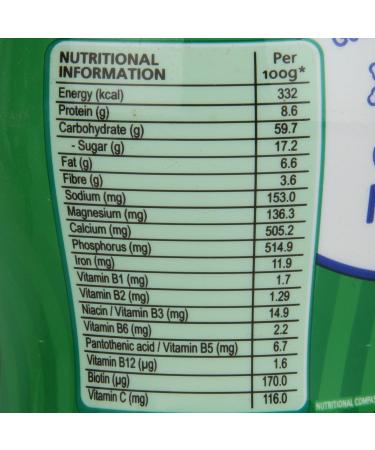 NUTRITIONAL INFORMATION Per 100g*
Energy (kcal) 332
Protein (g) 8.6
Carbohydrate (g) 59.7
- Sugar (g) 17.2
Fat (g) 6.6
Fibre (g) 3.6
Sodium (mg) 153.0
Magnesium (mg) 136.3
Calcium (mg) 505.2
Phosphorus (mg) 514.9
Iron (mg) 11.9
Vitamin B1 (mg) 1.7
Vitamin B2 (mg) 1.29
Niacin / Vitamin B3 (mg) 14.9
Vitamin B6 (mg) 2.2
Pantothenic acid / Vitamin B5 (mg) 6.7
Vitamin B12 (µg) 1.6
Biotin (µg) 170.0
Vitamin C (mg) 116.0
NUTRITIONAL